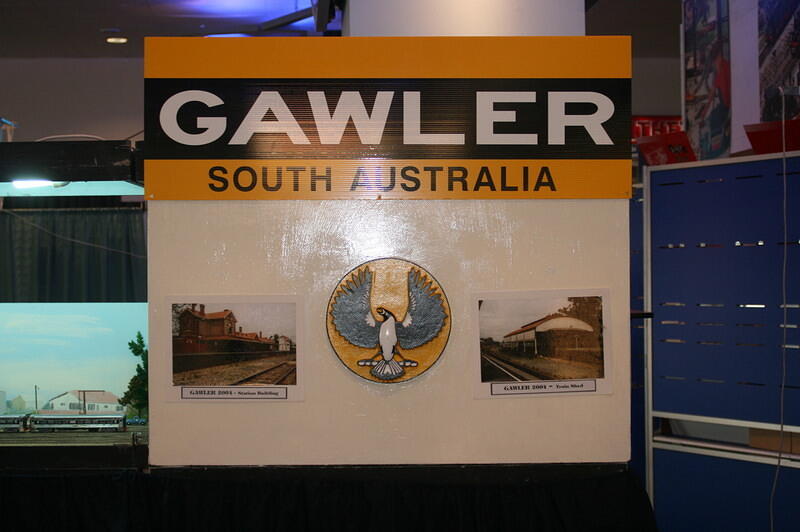 GAWLER
SOUTH AUSTRALIA
GAWLER 2004 - Station Building
GAWLER 2004 - Train Shed